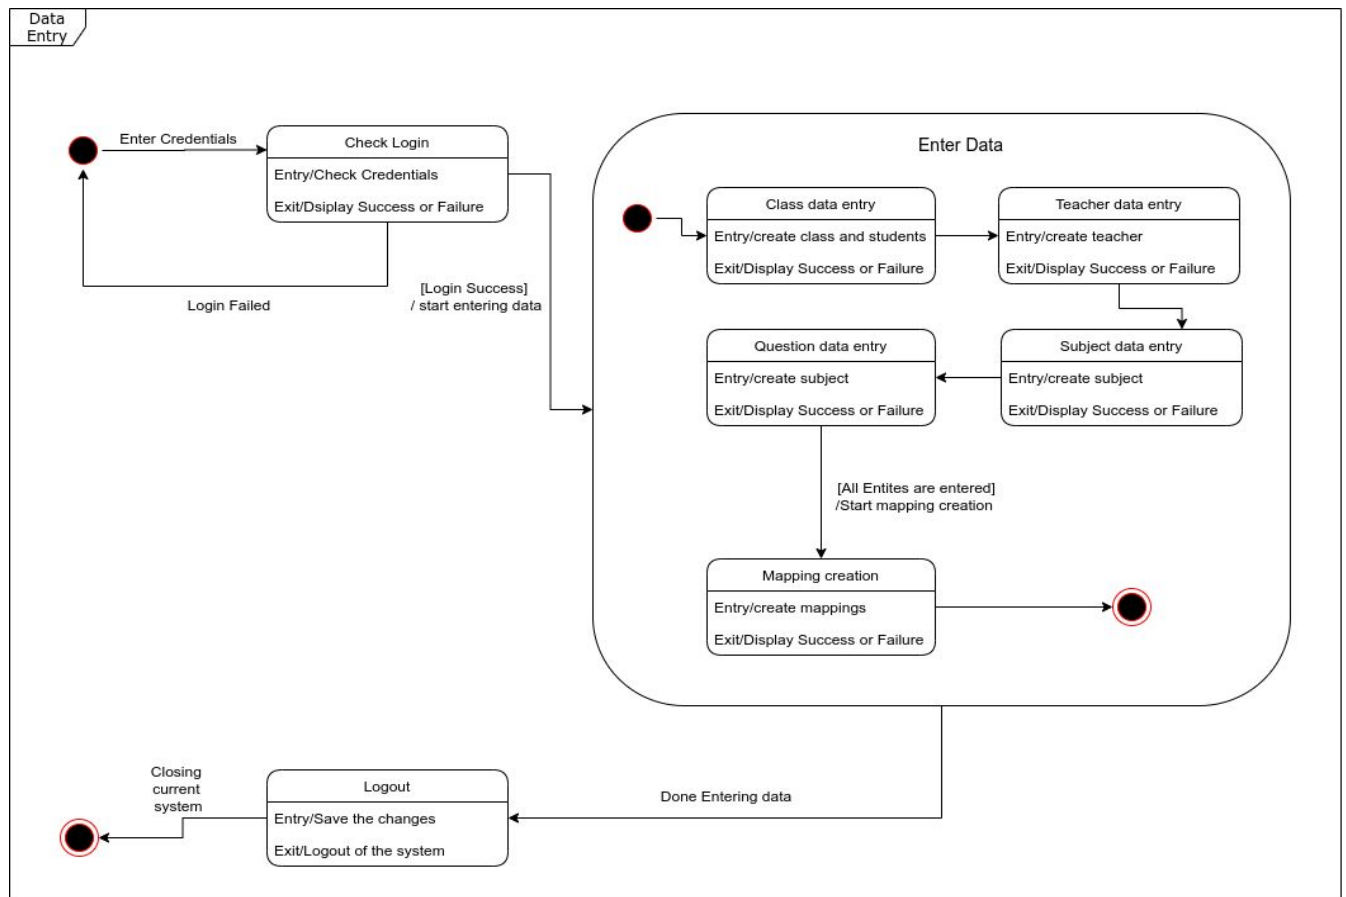 Data
Entry
Enter Credentials
Check Login
Entry/Check Credentials
Exit/Dsiplay Success or Failure
Login Failed
[Login Success]
/ start entering data
Enter Data
Class data entry
Entry/create class and students
Exit/Display Success or Failure
Teacher data entry
Entry/create teacher
Exit/Display Success or Failure
Question data entry
Entry/create subject
Exit/Display Success or Failure
Subject data entry
Entry/create subject
Exit/Display Success or Failure
[All Entites are entered]
/Start mapping creation
Mapping creation
Entry/create mappings
Exit/Display Success or Failure
Closing
current
system
Logout
Entry/Save the changes
Exit/Logout of the system
Done Entering data